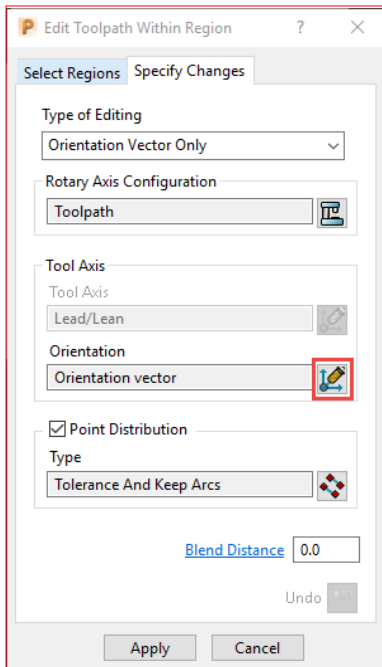 Edit Toolpath Within Region ?
Select Regions Specify Changes
Type of Editing
Orientation Vector Only
Rotary Axis Configuration
Toolpath
Tool Axis
Tool Axis
Lead/Lean
Orientation
Orientation vector
Point Distribution
Type
Tolerance And Keep Arcs
Blend Distance 0.0
Undo
Apply Cancel